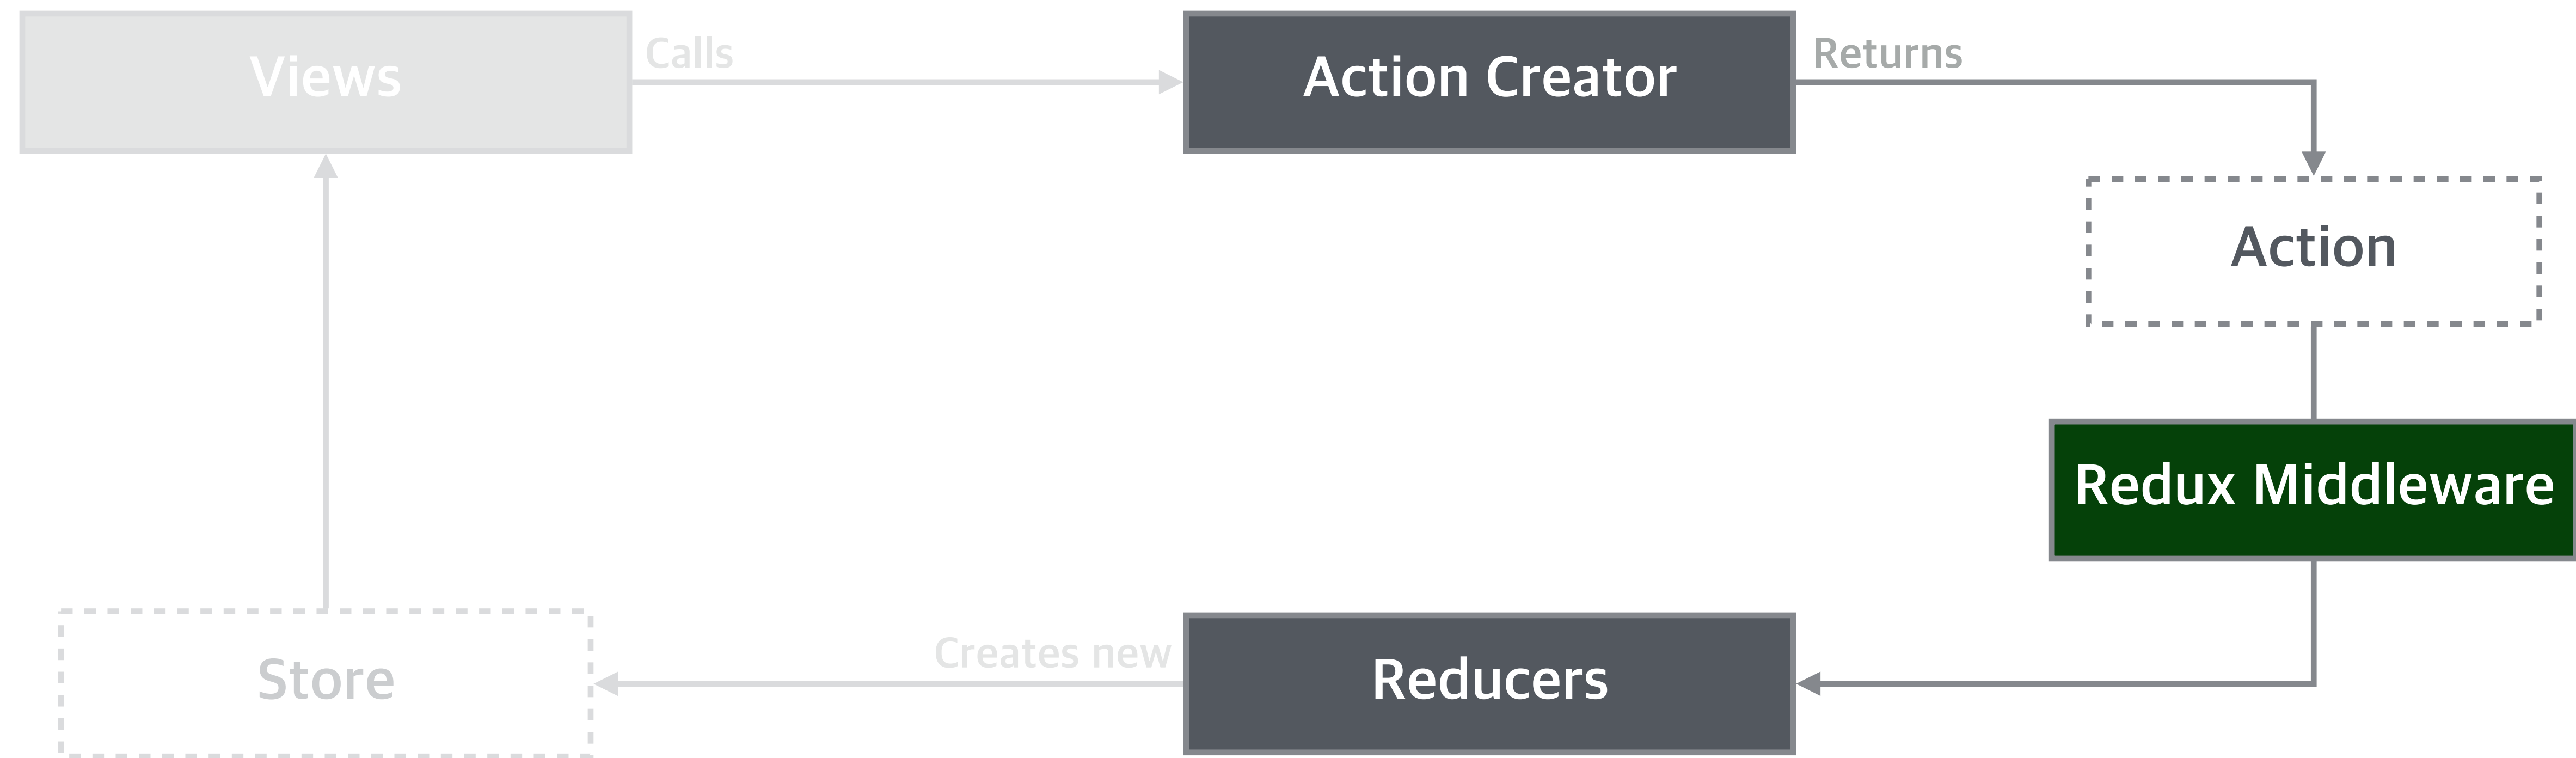 Views
Calls
Action Creator
Returns
Action
Redux Middleware
Store
Creates new
Reducers